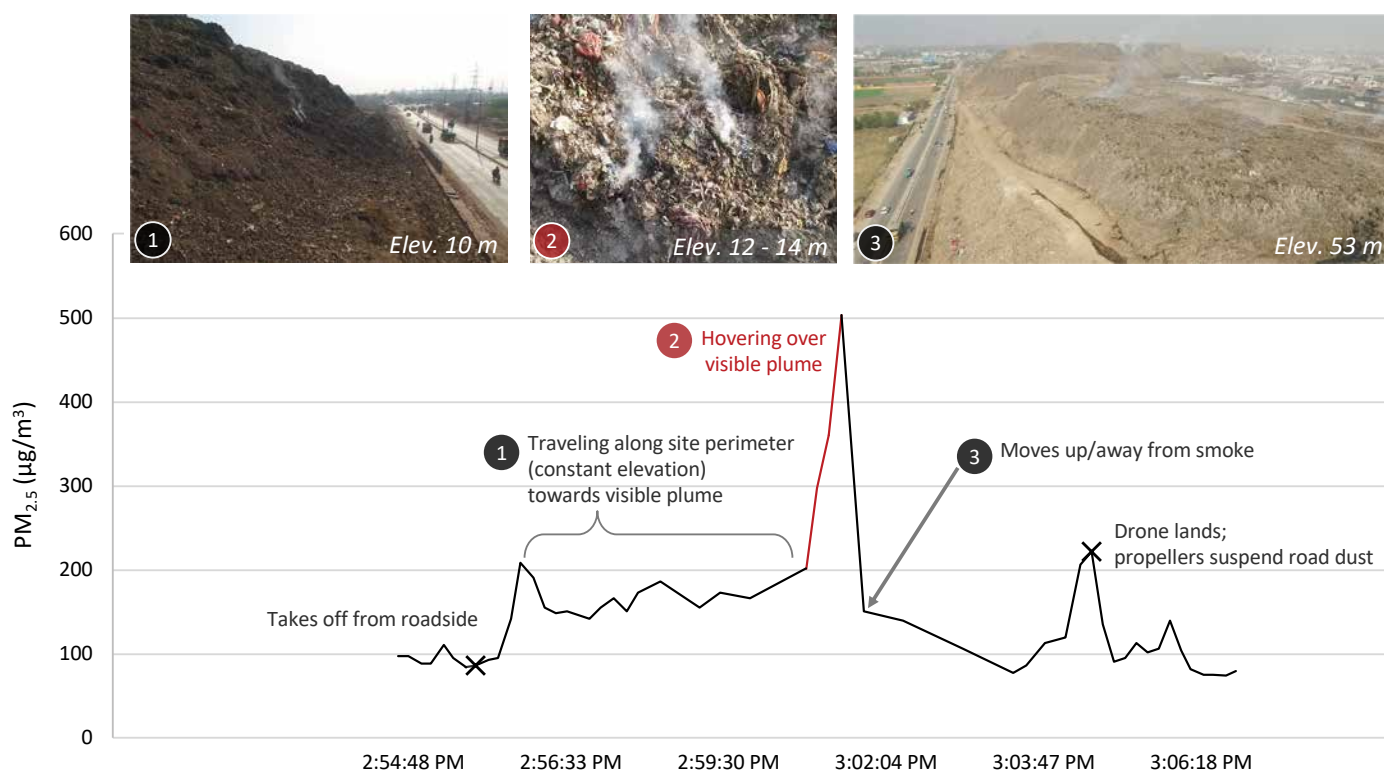 1
Elev. 10 m
2
Elev. 12 - 14 m
3
Elev. 53 m
600
500
400
300
200
100
0
PM2.5 (µg/m³)
2
Hovering over
visible plume
1
Traveling along site perimeter
(constant elevation)
towards visible plume
3
Moves up/away from smoke
Drone lands;
propellers suspend road dust
Takes off from roadside
2:54:48 PM
2:56:33 PM
2:59:30 PM
3:02:04 PM
3:03:47 PM
3:06:18 PM